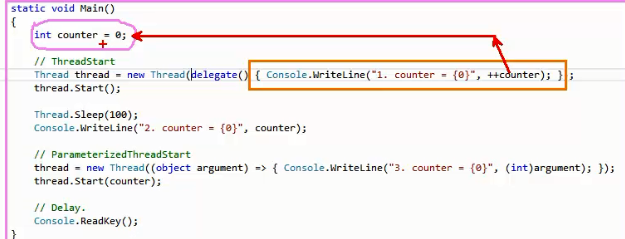 static void Main()
{
int counter = 0;
// ThreadStart
Thread thread = new Thread(delegate() { Console.WriteLine("1. counter = {0}", ++counter); });
thread.Start();
Thread.Sleep(100);
Console.WriteLine("2. counter = {0}", counter);
// ParameterizedThreadStart
thread = new Thread((object argument) => { Console.WriteLine("3. counter = {0}", (int)argument); });
thread.Start(counter);
// Delay.
Console.ReadKey();
}